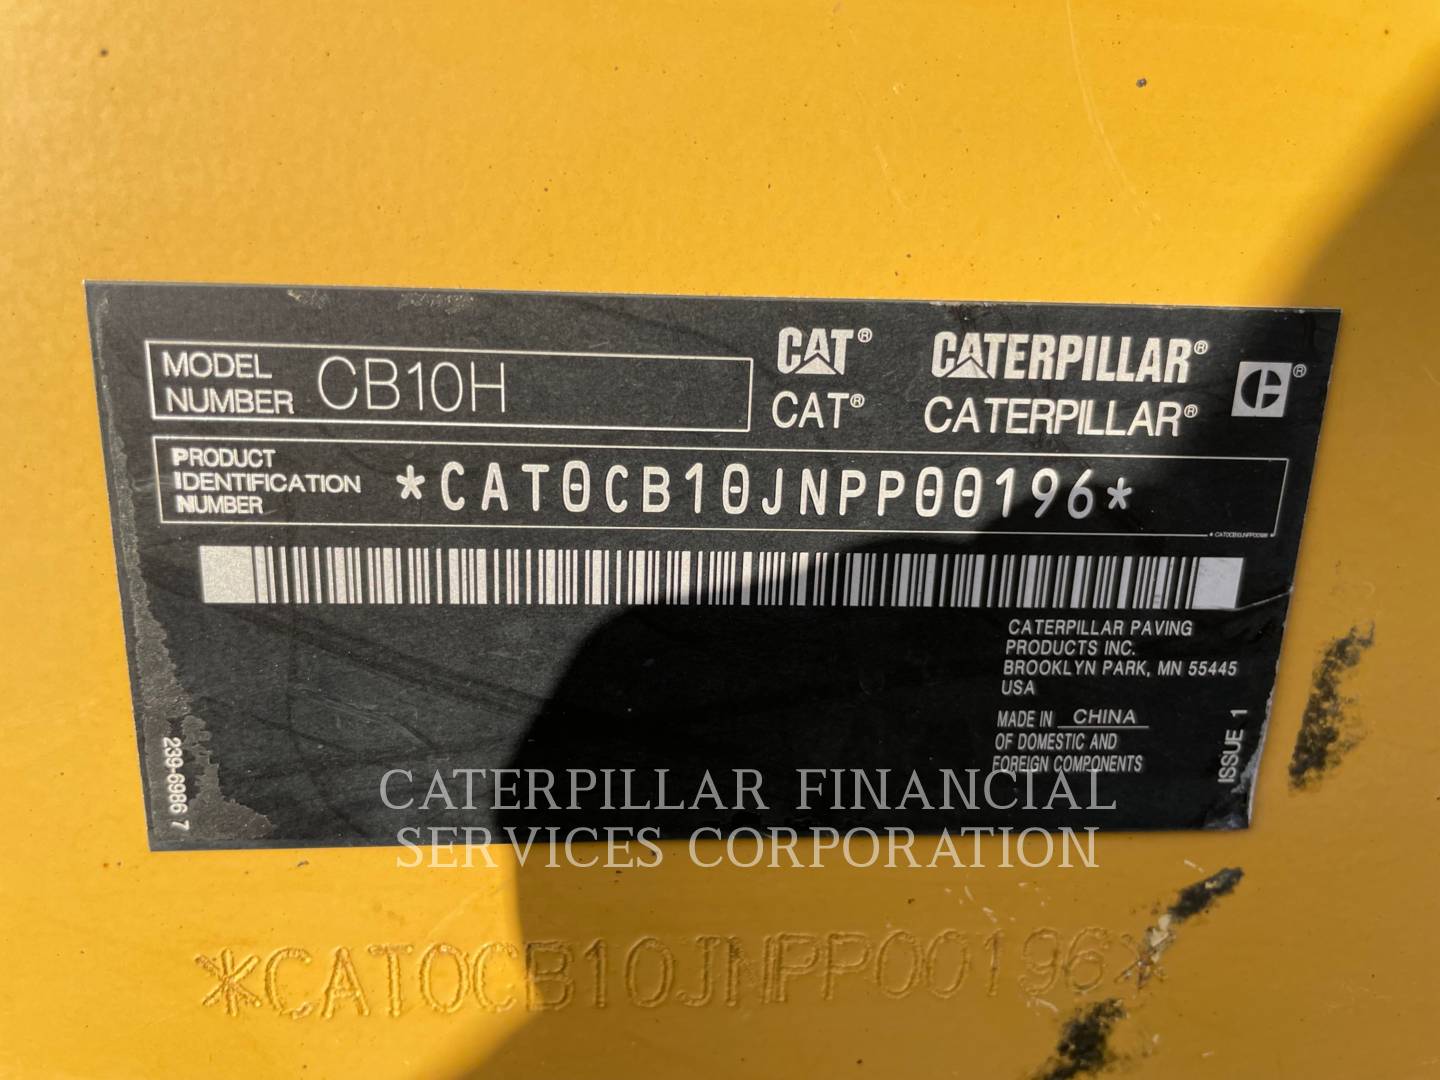 MODEL NUMBER CB10H
CAT® CATERPILLAR®
CAT® CATERPILLAR® ®
PRODUCT
IDENTIFICATION
NUMBER
*CAT0CB10JNPP00196*
*CAT0CB10JNPP00196*
CATERPILLAR PAVING
PRODUCTS INC.
BROOKLYN PARK, MN 55445
USA
MADE IN CHINA
OF DOMESTIC AND
FOREIGN COMPONENTS
ISSUE 1
239-6986 7
CATERPILLAR FINANCIAL
SERVICES CORPORATION
*CAT0CB10JNPP00196*